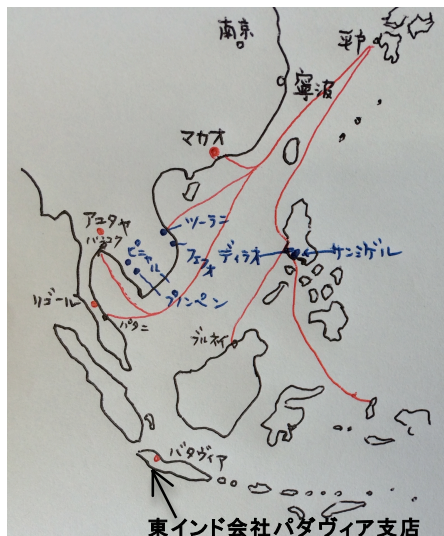 南京
平戸
寧波
マカオ
アユタヤ
バンコク
ツーラン
フェフォ
ディラオ
サンミゲル
ピニャルー
プノンペン
リゴール
パタニ
ブルネイ
バタヴィア
東インド会社パダヴィア支店